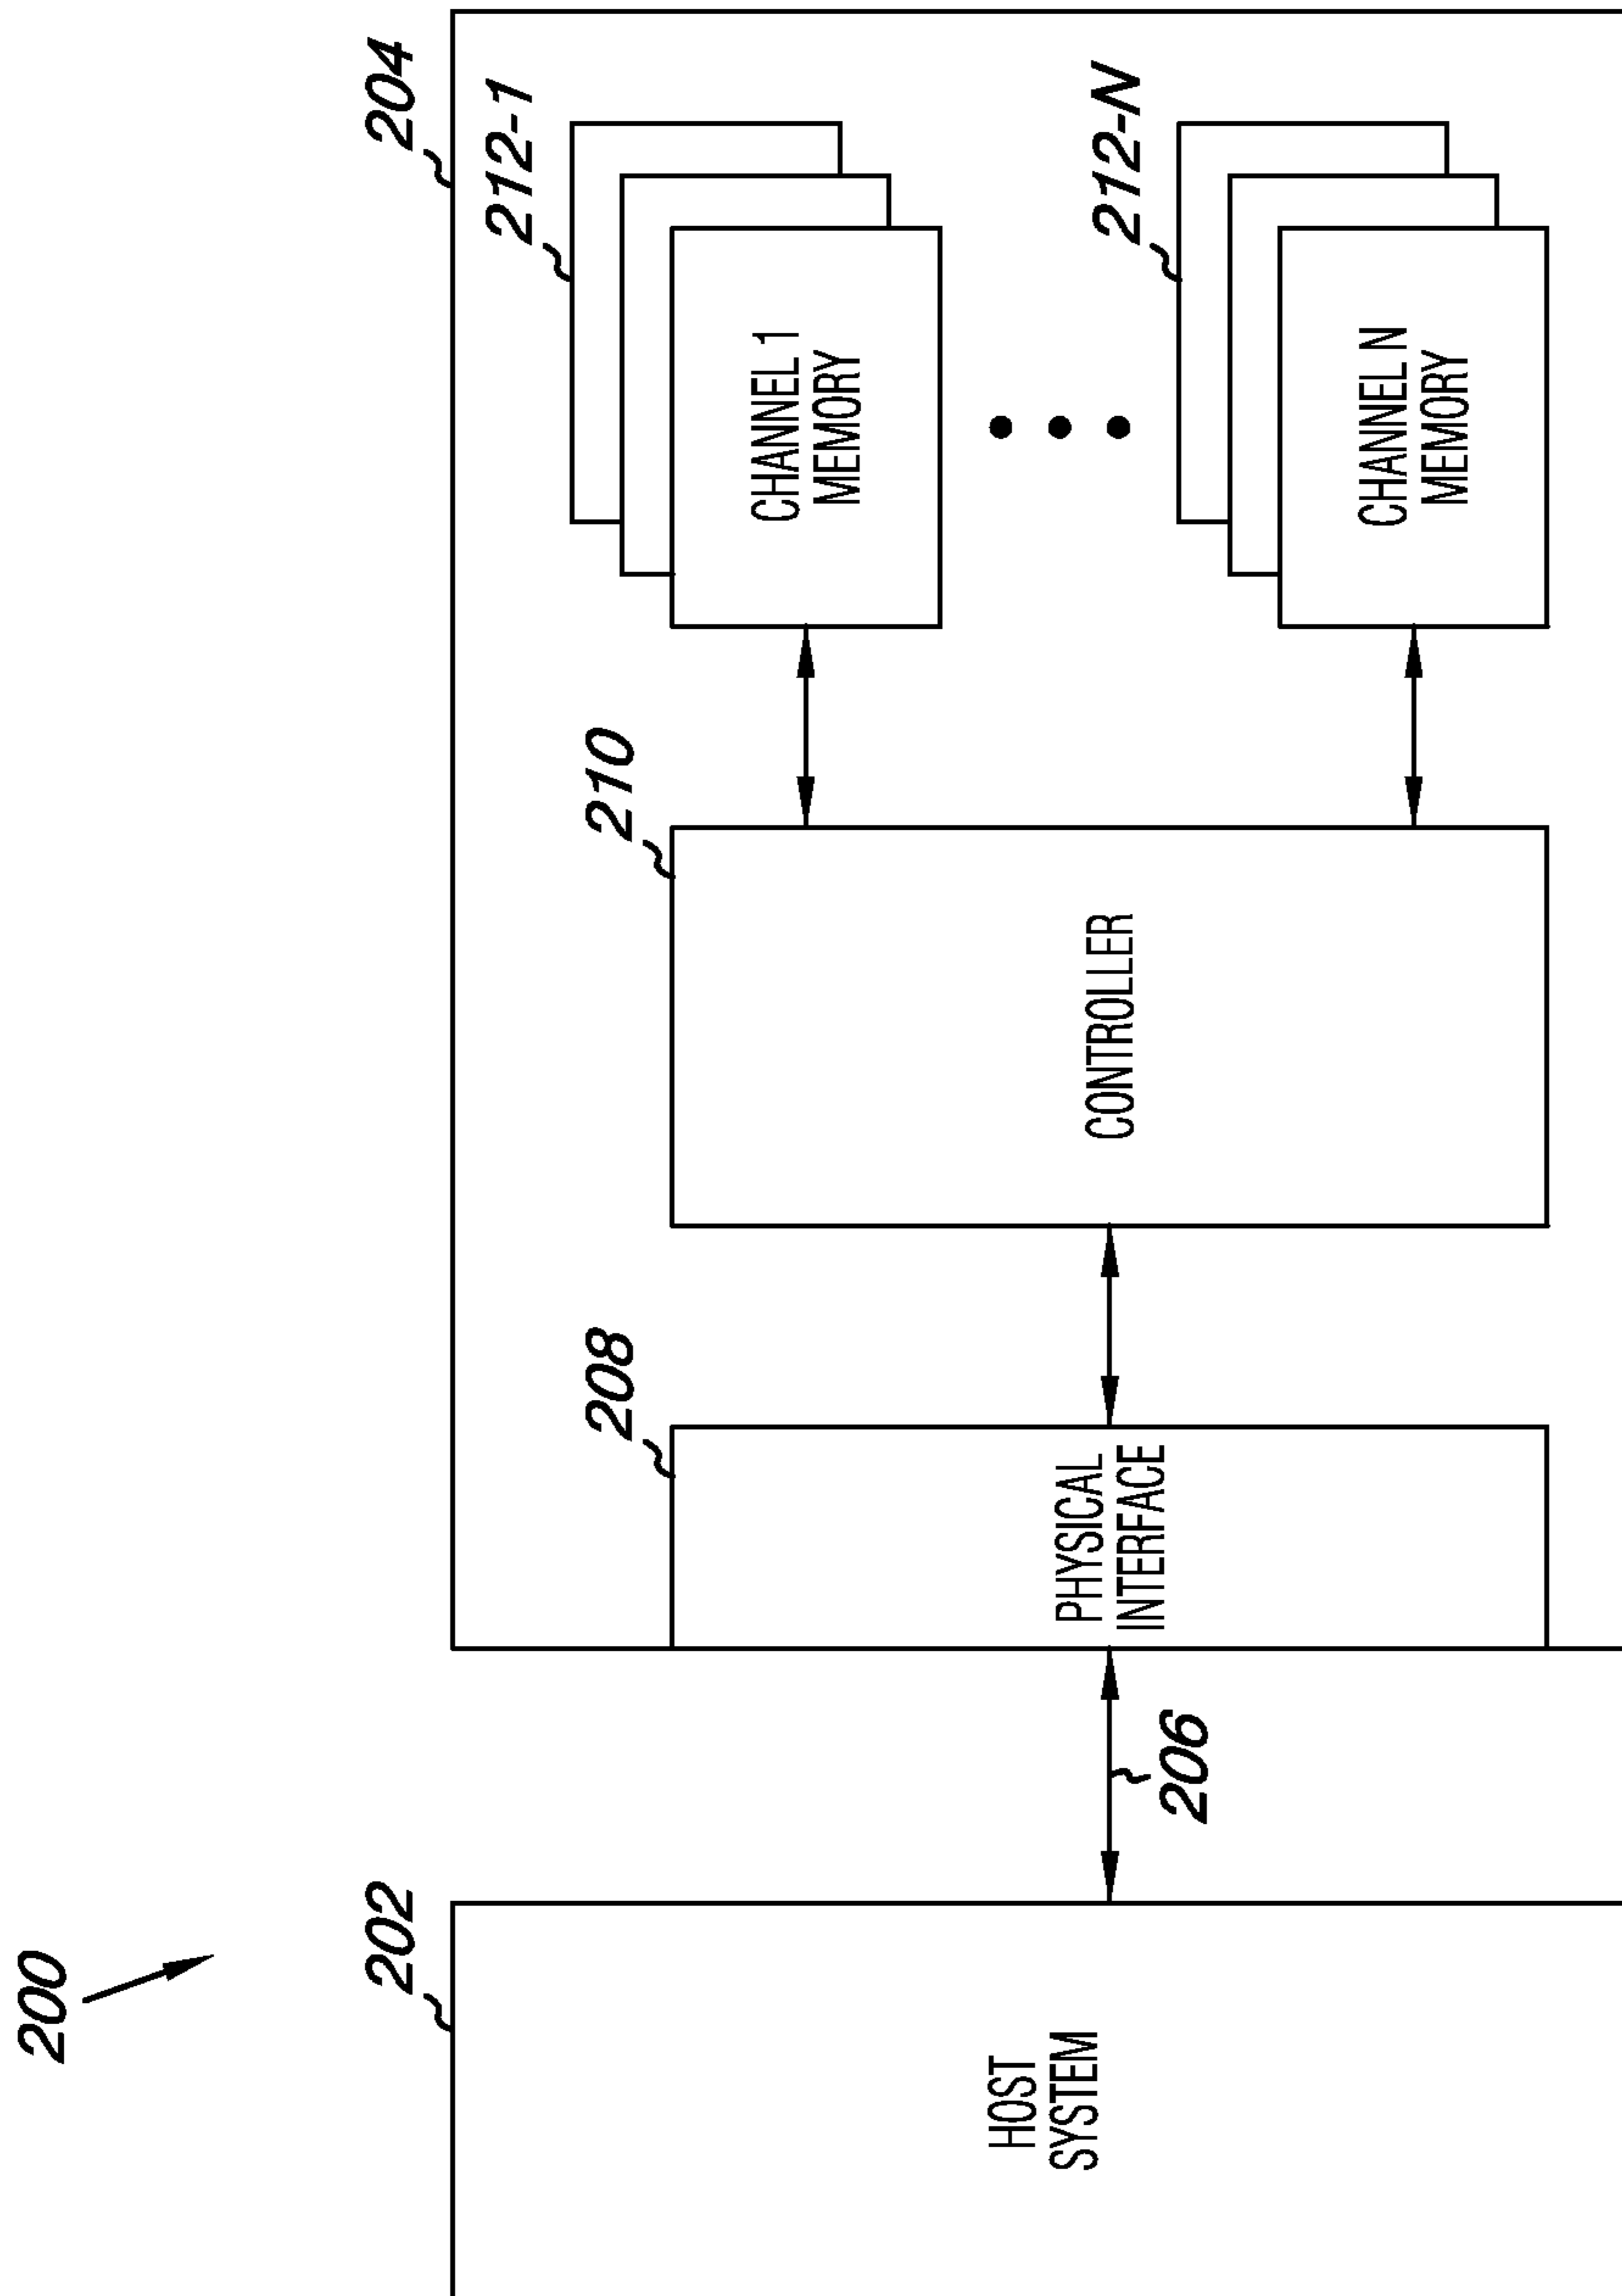 200
202
HOST
SYSTEM
206
204
208
PHYSICAL
INTERFACE
210
CONTROLLER
212-1
CHANNEL 1
MEMORY
212-N
CHANNEL N
MEMORY